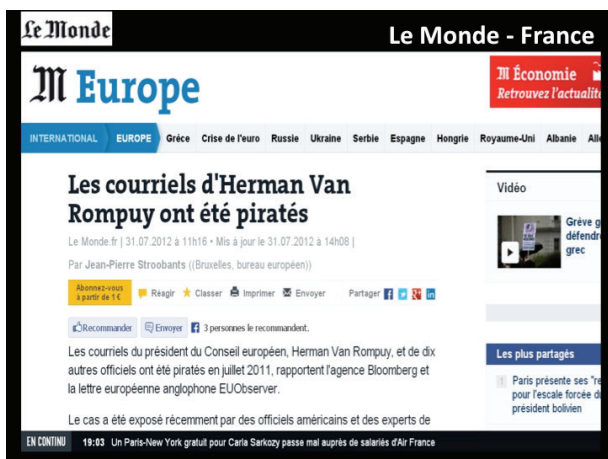 Le Monde
Le Monde - France
M Europe
M Économie
Retrouvez l'actualité
INTERNATIONAL EUROPE Grèce Crise de l'euro Russie Ukraine Serbie Espagne Hongrie Royaume-Uni Albanie
Les courriels d'Herman Van
Rompuy ont été piratés
Le Monde.fr | 31.07.2012 à 11h16 • Mis à jour le 31.07.2012 à 14h08 |
Par Jean-Pierre Stroobants ((Bruxelles, bureau européen))
Abonnez-vous
à partir de 1 €
Réagir Classer Imprimer Envoyer Partager
Recommander Envoyer 3 personnes le recommandent.
Les courriels du président du Conseil européen, Herman Van Rompuy, et de dix
autres officiels ont été piratés en juillet 2011, rapportent l'agence Bloomberg et
la lettre européenne anglophone EUObserver.
Le cas a été exposé récemment par des officiels américains et des experts de
Vidéo
Grève g
défendre
grec
Les plus partagés
1 Paris présente ses "re
pour l'escale forcée du
président bolivien
EN CONTINU 19:03 Un Paris-New York gratuit pour Carla Sarkozy passe mal auprès de salariés d'Air France